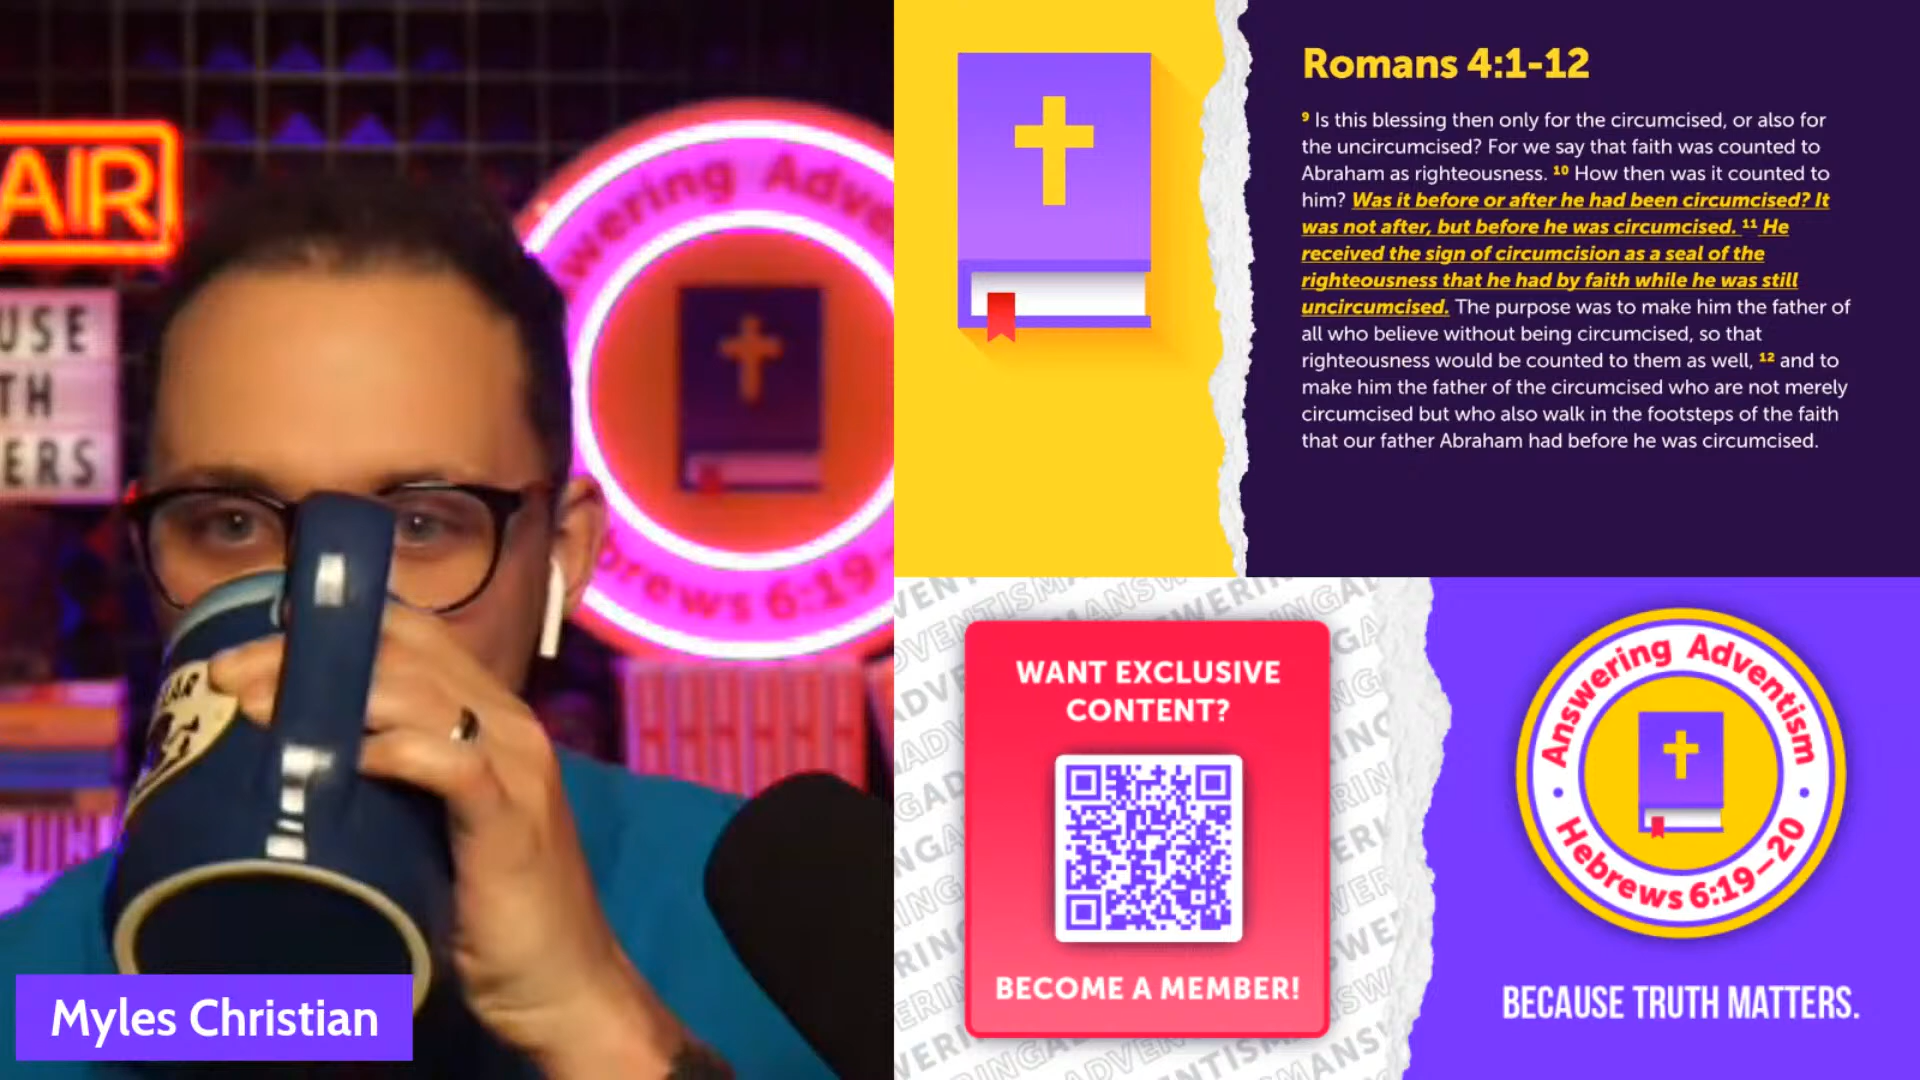 AIR
USE
TH
ERS
wering Adve
brews 6:19-
Myles Christian
Romans 4:1-12
⁹ Is this blessing then only for the circumcised, or also for
the uncircumcised? For we say that faith was counted to
Abraham as righteousness. ¹⁰ How then was it counted to
him? Was it before or after he had been circumcised? It
was not after, but before he was circumcised. ¹¹ He
received the sign of circumcision as a seal of the
righteousness that he had by faith while he was still
uncircumcised. The purpose was to make him the father of
all who believe without being circumcised, so that
righteousness would be counted to them as well, ¹² and to
make him the father of the circumcised who are not merely
circumcised but who also walk in the footsteps of the faith
that our father Abraham had before he was circumcised.
WANT EXCLUSIVE
CONTENT?
BECOME A MEMBER!
Answering Adventism
Hebrews 6:19–20
BECAUSE TRUTH MATTERS.